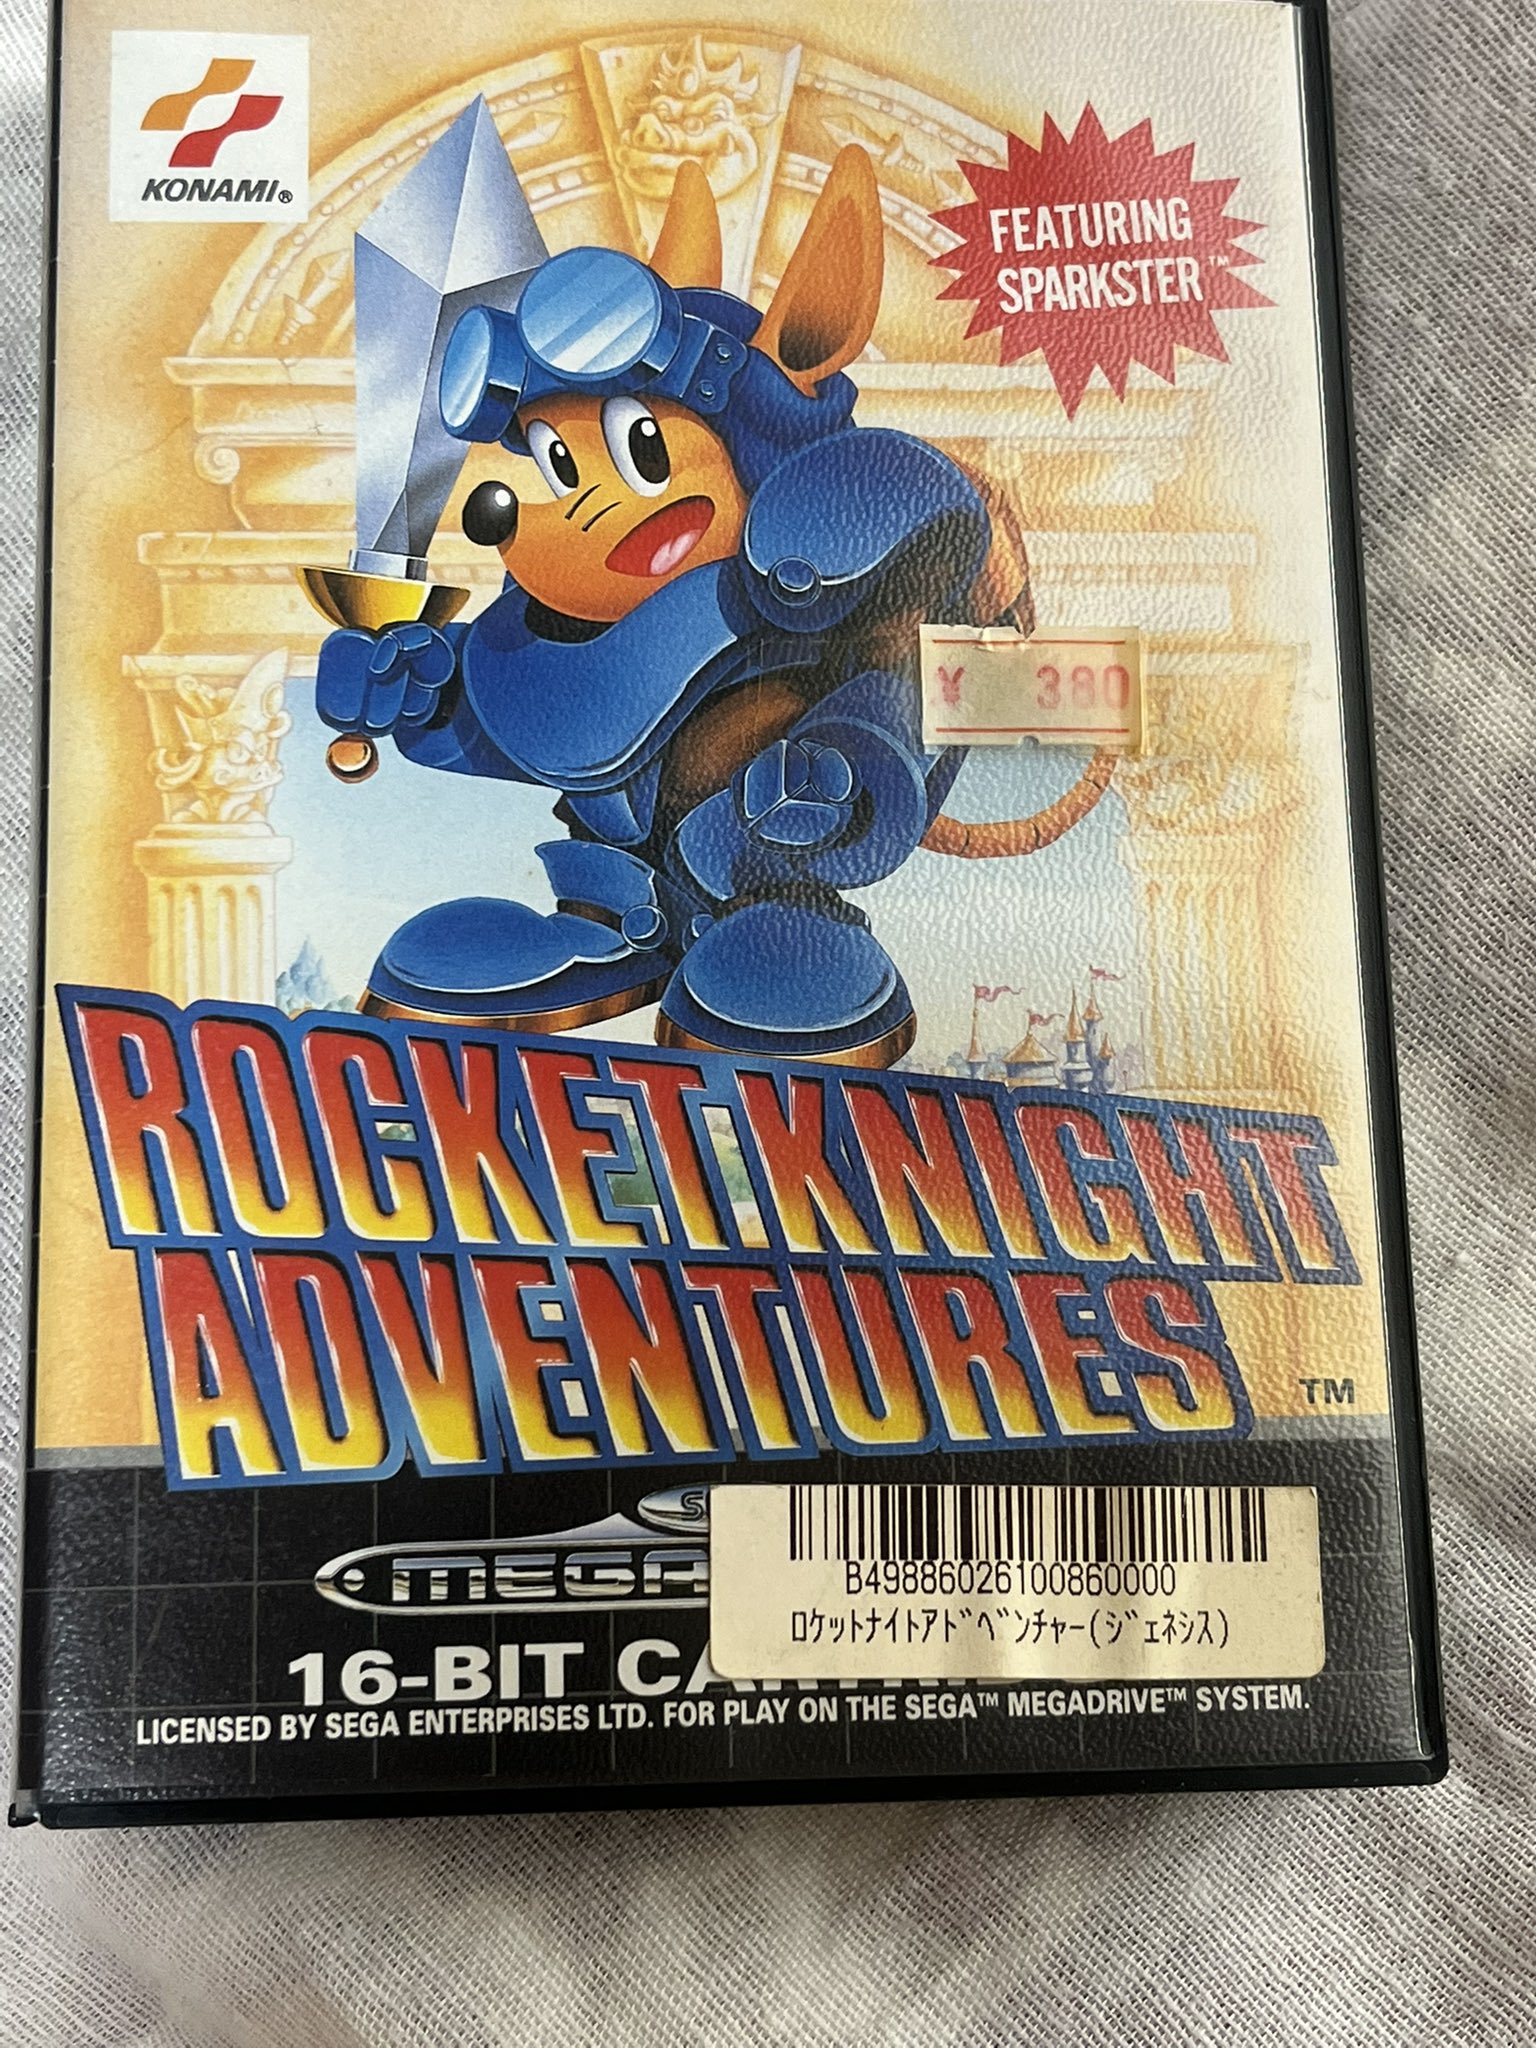 KONAMI®
FEATURING
SPARKSTER™
¥ 380
ROCKET KNIGHT
ADVENTURES
TM
MEGA
B49886026100860000
ロケットナイトアドベンチャー(ジェネシス)
16-BIT
LICENSED BY SEGA ENTERPRISES LTD. FOR PLAY ON THE SEGA™ MEGADRIVE™ SYSTEM.